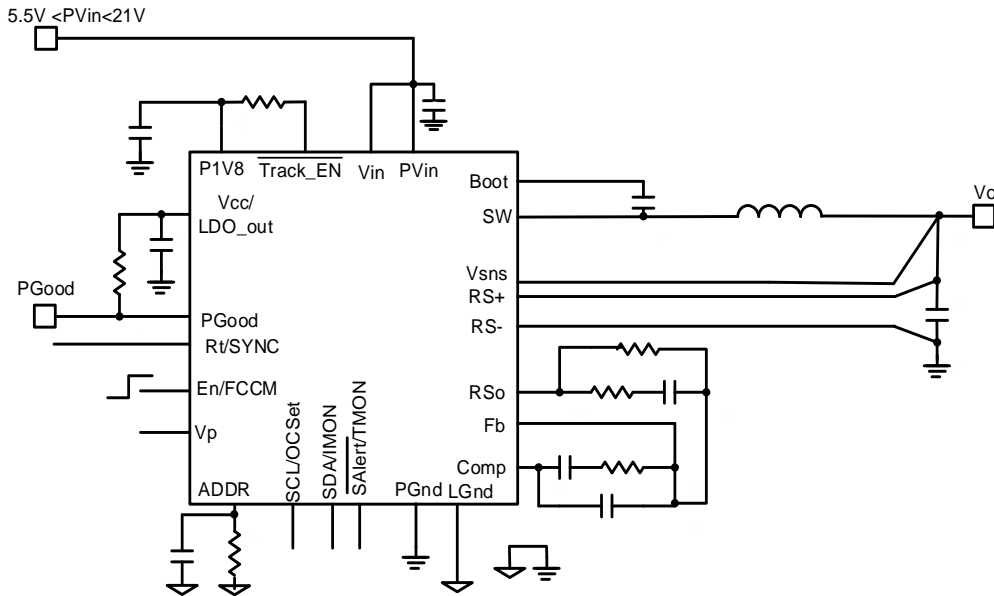 5.5V <PVin<21V
P1V8
Track_EN
Vin
PVin
Boot
Vcc/
LDO_out
SW
Vo
Vsns
RS+
PGood
PGood
RS-
Rt/SYNC
En/FCCM
RSo
Fb
Vp
Comp
ADDR
SCL/OCSet
SDA/IMON
SAlert/TMON
PGnd
LGnd